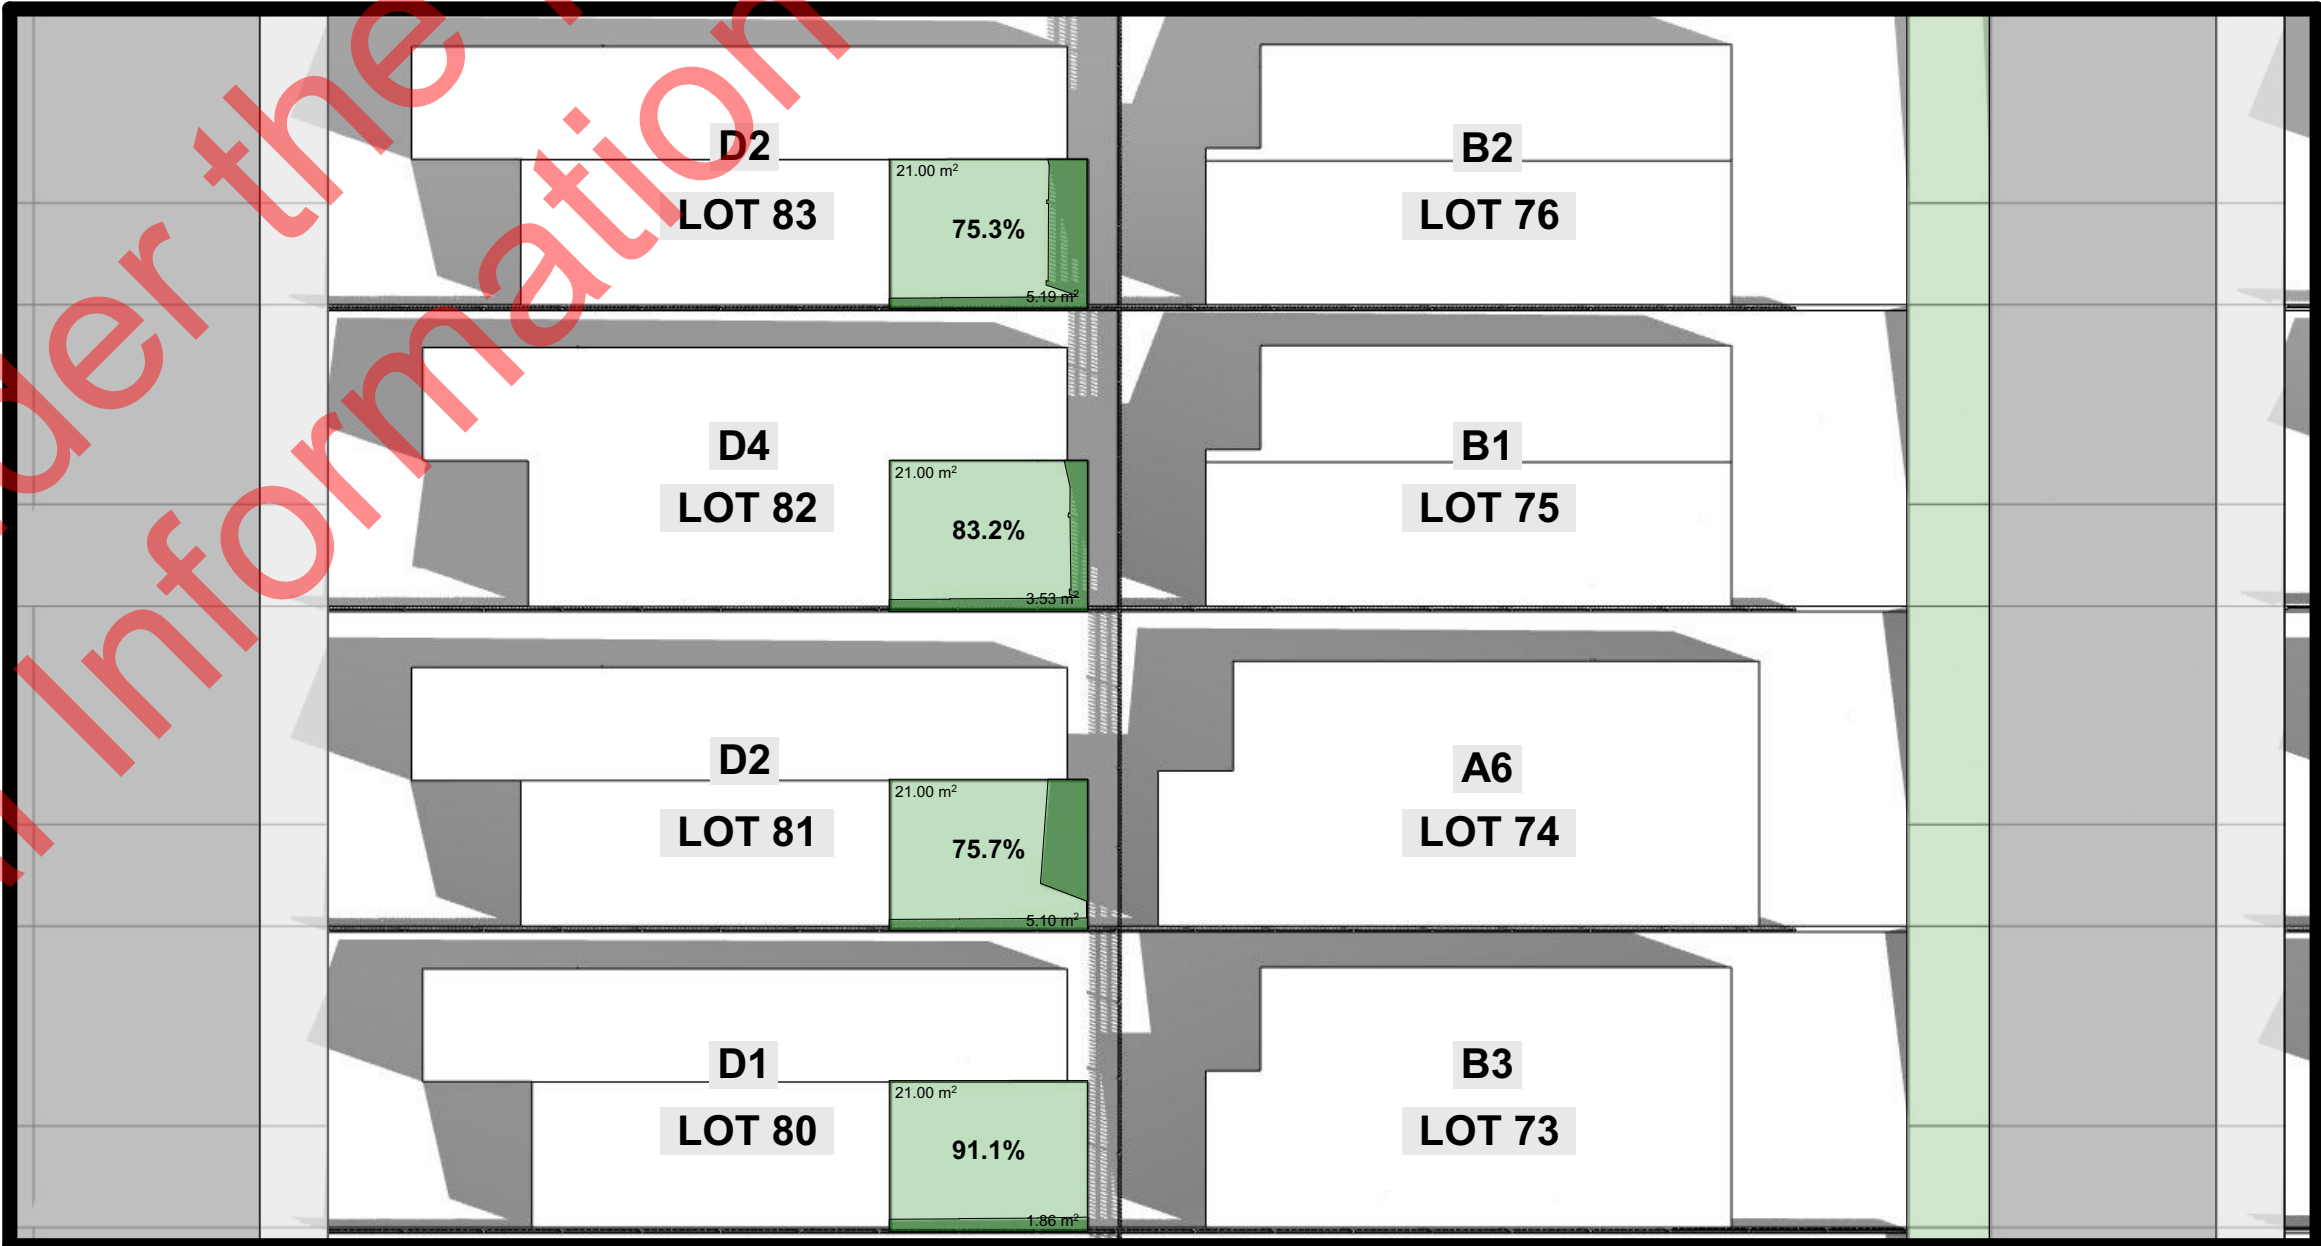 der the
Information
D2
LOT 83
21.00 m²
75.3%
5.19 m²
B2
LOT 76
D4
LOT 82
21.00 m²
83.2%
3.53 m²
B1
LOT 75
D2
LOT 81
21.00 m²
75.7%
5.10 m²
A6
LOT 74
D1
LOT 80
21.00 m²
91.1%
1.86 m²
B3
LOT 73